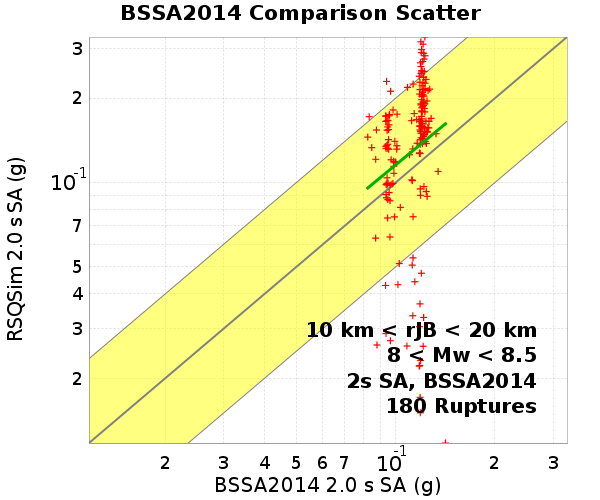 BSSA2014 Comparison Scatter
RSQSim 2.0 s SA (g)
3
2
10-1
7
5
4
3
2
10 km < rJB < 20 km
8 < Mw < 8.5
2s SA, BSSA2014
180 Ruptures
2 3 4 5 6 7 10-1 2 3
BSSA2014 2.0 s SA (g)